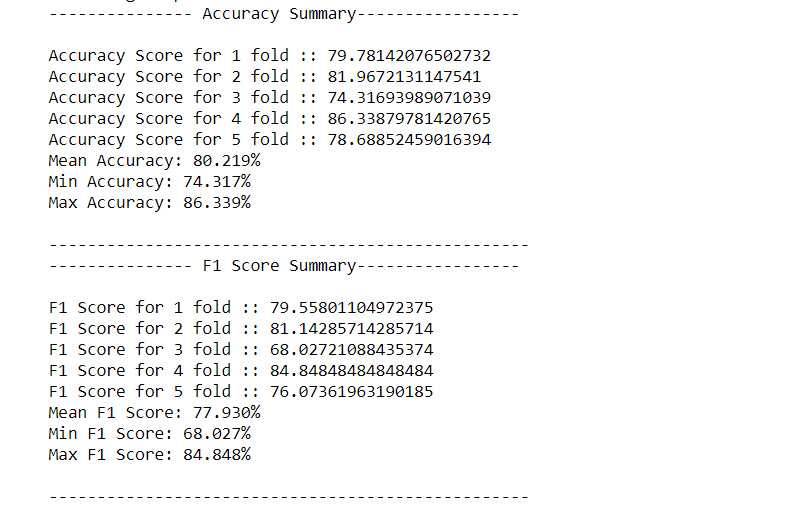 --------------- Accuracy Summary-----------------
Accuracy Score for 1 fold :: 79.78142076502732
Accuracy Score for 2 fold :: 81.9672131147541
Accuracy Score for 3 fold :: 74.31693989071039
Accuracy Score for 4 fold :: 86.33879781420765
Accuracy Score for 5 fold :: 78.68852459016394
Mean Accuracy: 80.219%
Min Accuracy: 74.317%
Max Accuracy: 86.339%
--------------------------------------------------
--------------- F1 Score Summary-----------------
F1 Score for 1 fold :: 79.55801104972375
F1 Score for 2 fold :: 81.14285714285714
F1 Score for 3 fold :: 68.02721088435374
F1 Score for 4 fold :: 84.84848484848484
F1 Score for 5 fold :: 76.07361963190185
Mean F1 Score: 77.930%
Min F1 Score: 68.027%
Max F1 Score: 84.848%
--------------------------------------------------